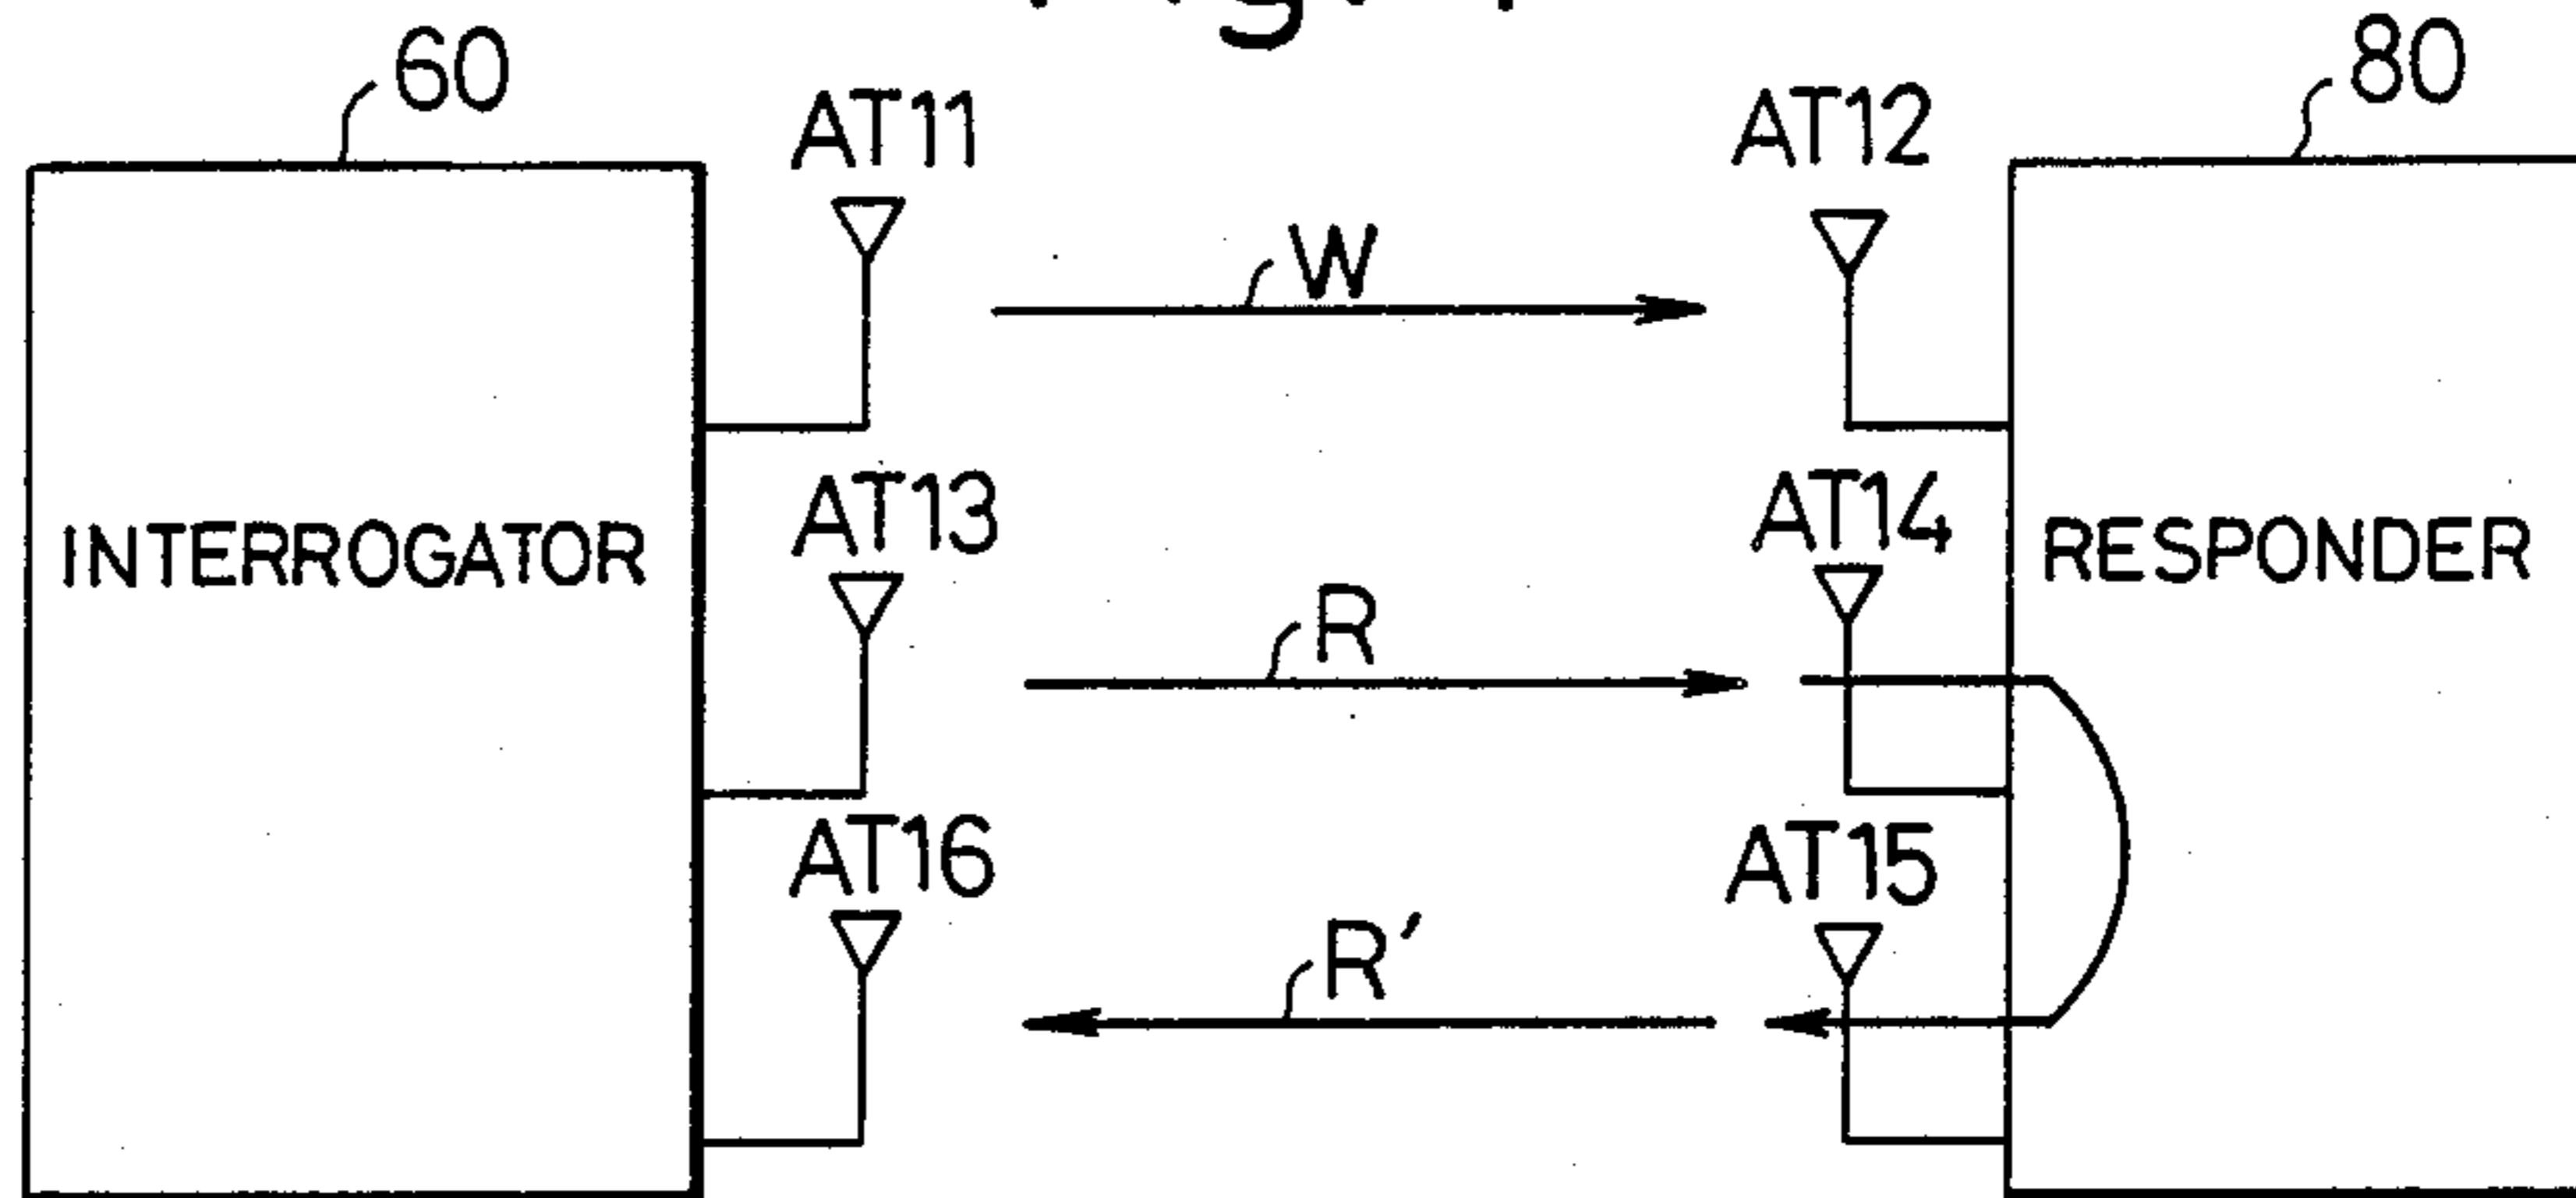 60
80
AT11
AT12
W
AT13
AT14
INTERROGATOR
RESPONDER
R
AT16
AT15
R'